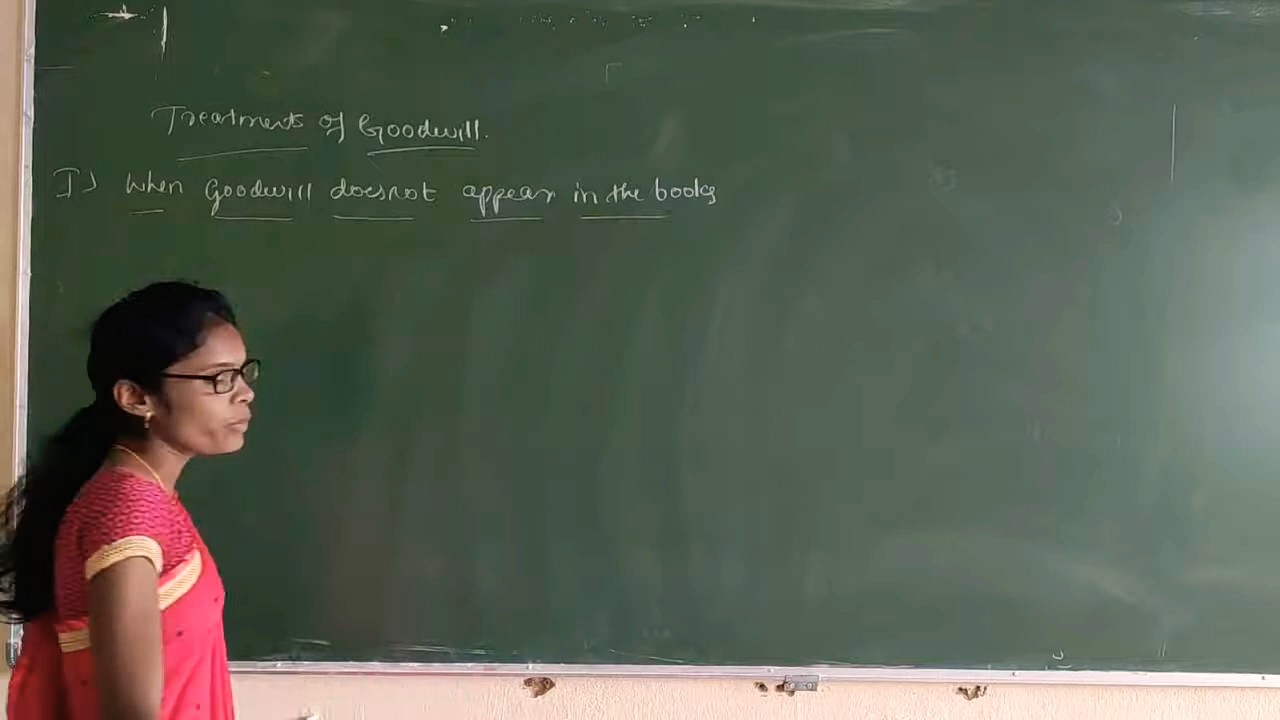 Treatments of Goodwill.
I) when Goodwill doesnot appear in the books